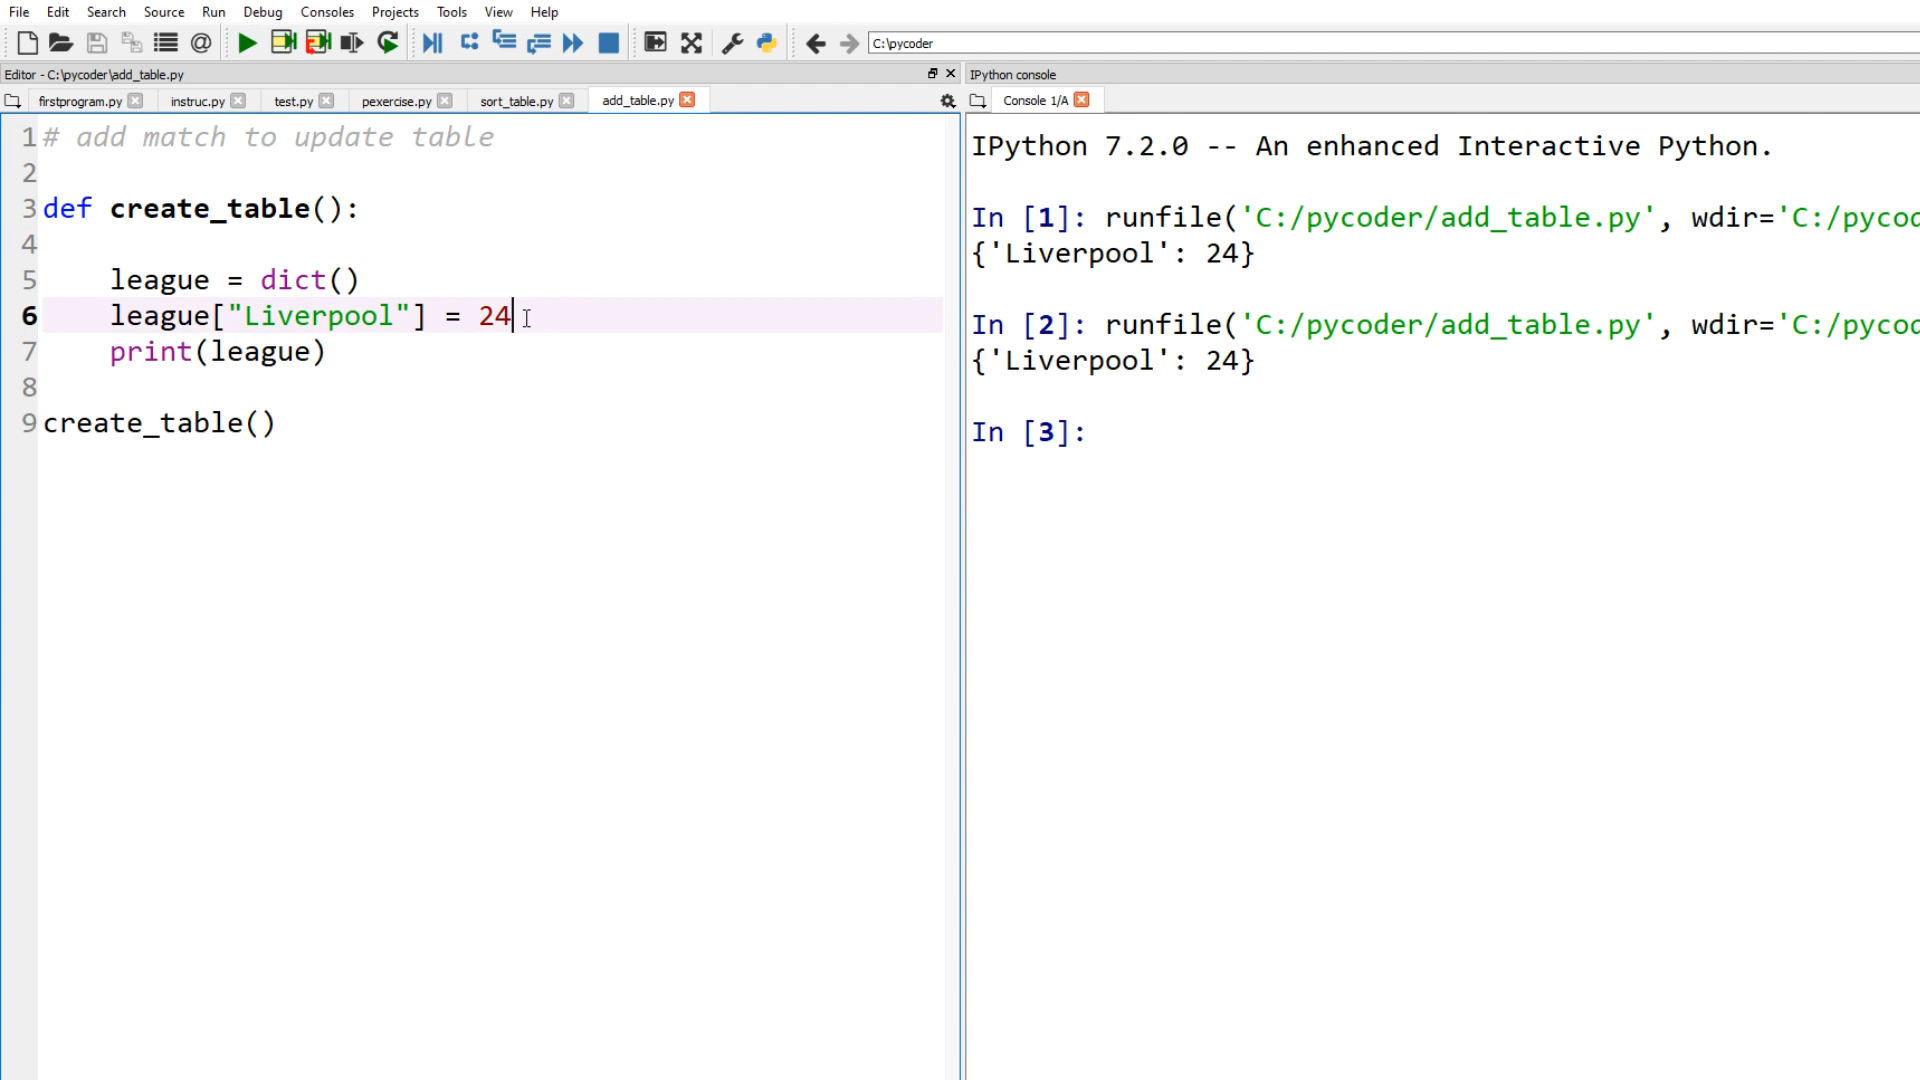 File Edit Search Source Run Debug Consoles Projects Tools View Help
C:\pycoder
Editor - C:\pycoder\add_table.py
firstprogram.py instruc.py test.py pexercise.py sort_table.py add_table.py
1 # add match to update table
2
3 def create_table():
4
5 league = dict()
6 league["Liverpool"] = 24
7 print(league)
8
9 create_table()
IPython console
Console 1/A
IPython 7.2.0 -- An enhanced Interactive Python.
In [1]: runfile('C:/pycoder/add_table.py', wdir='C:/pycod
{'Liverpool': 24}
In [2]: runfile('C:/pycoder/add_table.py', wdir='C:/pycod
{'Liverpool': 24}
In [3]: